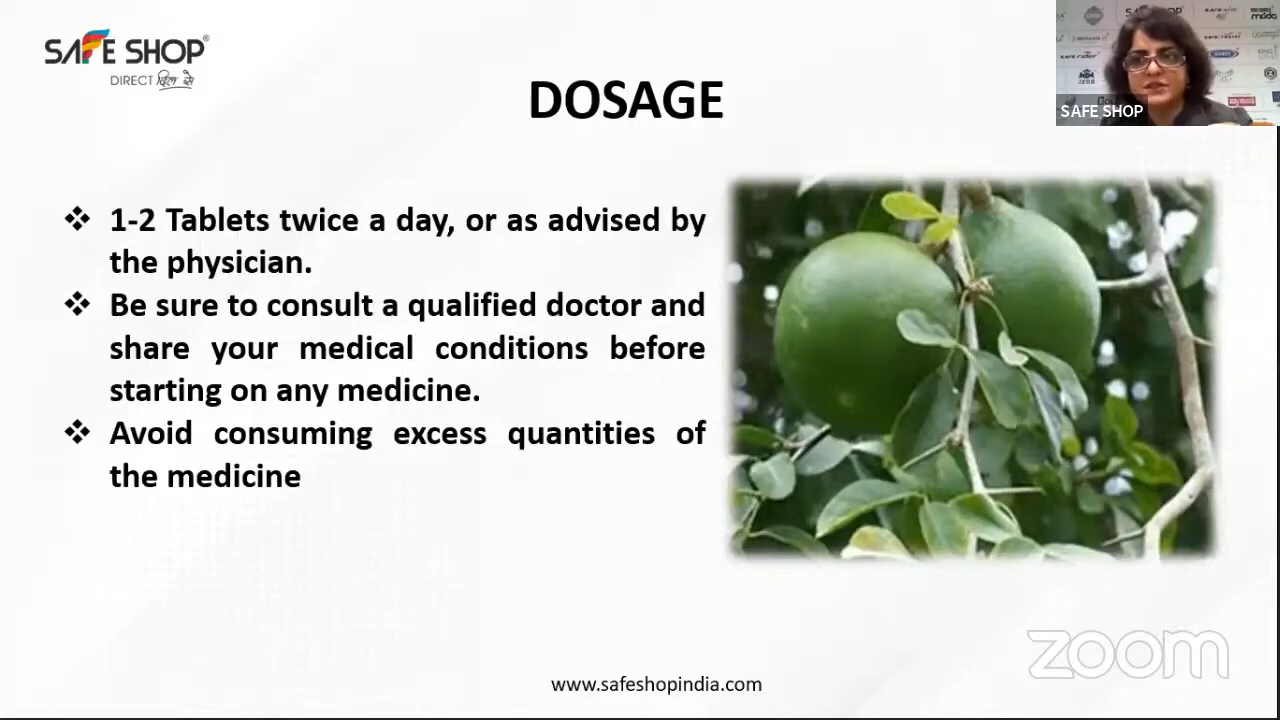 SAFE SHOP®
DIRECT दिल से
DOSAGE
SAFE SHOP
❖ 1-2 Tablets twice a day, or as advised by
the physician.
❖ Be sure to consult a qualified doctor and
share your medical conditions before
starting on any medicine.
❖ Avoid consuming excess quantities of
the medicine
zoom
www.safeshopindia.com